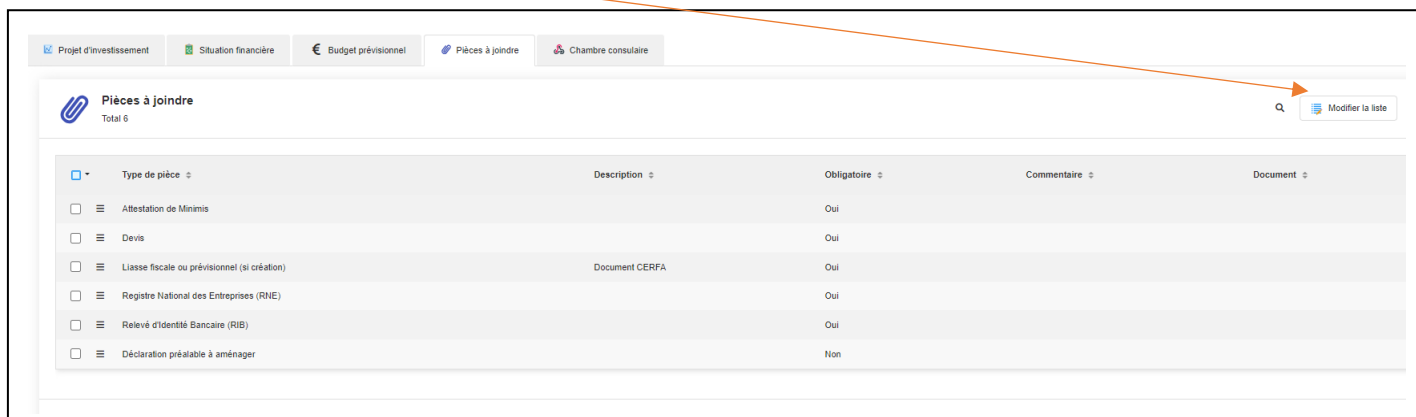 Projet d'investissement Situation financière € Budget prévisionnel Pièces à joindre Chambre consulaire
Pièces à joindre
Total 6
Modifier la liste
Type de pièce Description Obligatoire Commentaire Document
Attestation de Minimis Oui
Devis Oui
Liasse fiscale ou prévisionnel (si création) Document CERFA Oui
Registre National des Entreprises (RNE) Oui
Relevé d'Identité Bancaire (RIB) Oui
Déclaration préalable à aménager Non